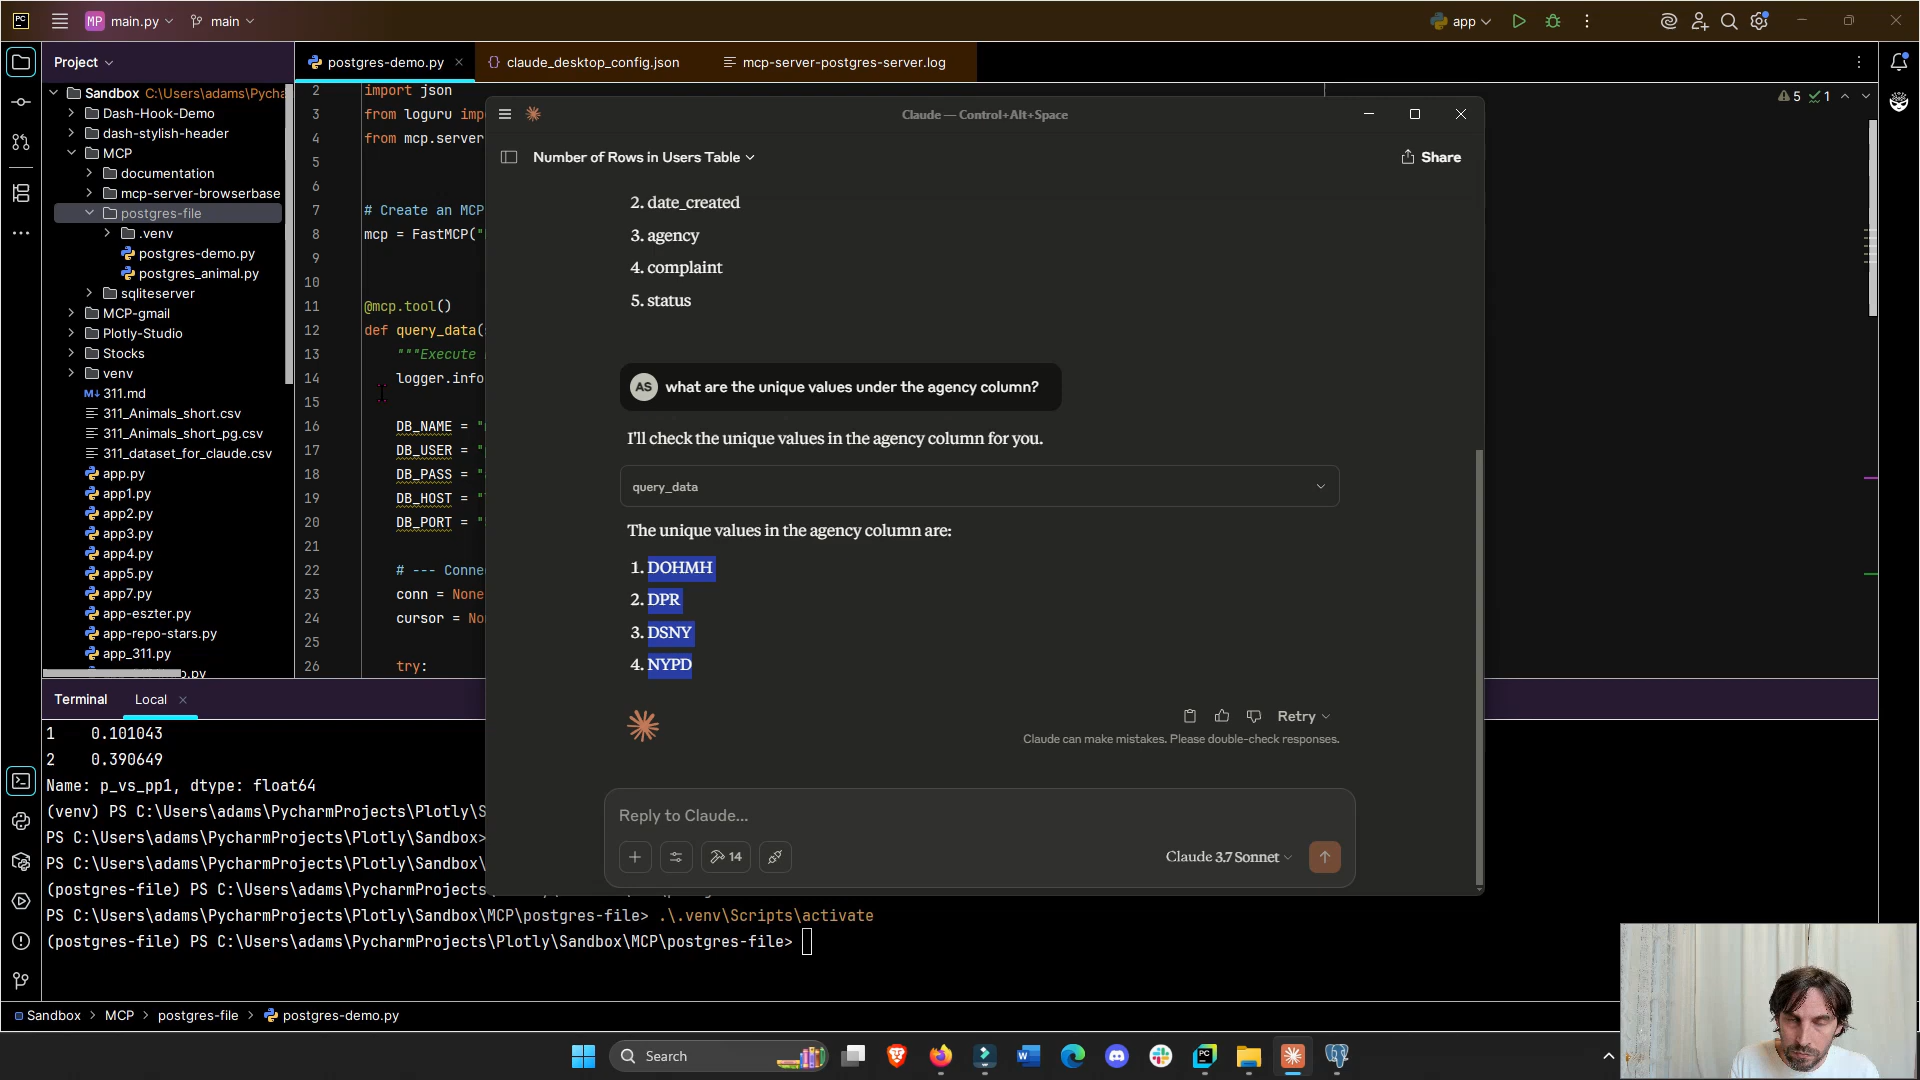 PC
MP main.py
main
app
Project
postgres-demo.py
claude_desktop_config.json
mcp-server-postgres-server.log
Sandbox C:\Users\adams\Pycha
Dash-Hook-Demo
dash-stylish-header
MCP
documentation
mcp-server-browserbase
postgres-file
.venv
postgres-demo.py
postgres_animal.py
sqliteserver
MCP-gmail
Plotly-Studio
Stocks
venv
311.md
311_Animals_short.csv
311_Animals_short_pg.csv
311_dataset_for_claude.csv
app.py
app1.py
app2.py
app3.py
app4.py
app5.py
app7.py
app-eszter.py
app-repo-stars.py
app_311.py
2 import json
3 from loguru imp
4 from mcp.server
5
6
7 # Create an MCP
8 mcp = FastMCP("
9
10
11 @mcp.tool()
12 def query_data(
13 """Execute
14 logger.info
15
16 DB_NAME = "
17 DB_USER = "
18 DB_PASS = "
19 DB_HOST = "
20 DB_PORT = "
21
22 # --- Conne
23 conn = None
24 cursor = No
25
26 try:
5 1
Claude — Control+Alt+Space
Number of Rows in Users Table
Share
2. date_created
3. agency
4. complaint
5. status
AS what are the unique values under the agency column?
I'll check the unique values in the agency column for you.
query_data
The unique values in the agency column are:
1. DOHMH
2. DPR
3. DSNY
4. NYPD
Retry
Claude can make mistakes. Please double-check responses.
Reply to Claude...
14
Claude 3.7 Sonnet
Terminal
Local
1 0.101043
2 0.390649
Name: p_vs_pp1, dtype: float64
(venv) PS C:\Users\adams\PycharmProjects\Plotly\S
PS C:\Users\adams\PycharmProjects\Plotly\Sandbox>
PS C:\Users\adams\PycharmProjects\Plotly\Sandbox\
(postgres-file) PS C:\Users\adams\PycharmProjects
PS C:\Users\adams\PycharmProjects\Plotly\Sandbox\MCP\postgres-file> .\.venv\Scripts\activate
(postgres-file) PS C:\Users\adams\PycharmProjects\Plotly\Sandbox\MCP\postgres-file>
Sandbox > MCP > postgres-file > postgres-demo.py
Search